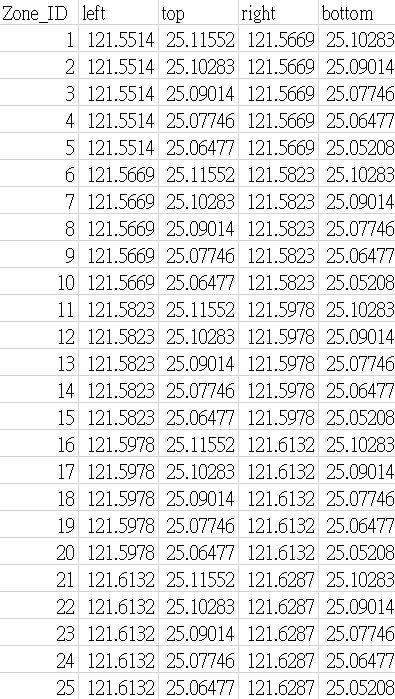 Zone_ID left top right bottom
1 121.5514 25.11552 121.5669 25.10283
2 121.5514 25.10283 121.5669 25.09014
3 121.5514 25.09014 121.5669 25.07746
4 121.5514 25.07746 121.5669 25.06477
5 121.5514 25.06477 121.5669 25.05208
6 121.5669 25.11552 121.5823 25.10283
7 121.5669 25.10283 121.5823 25.09014
8 121.5669 25.09014 121.5823 25.07746
9 121.5669 25.07746 121.5823 25.06477
10 121.5669 25.06477 121.5823 25.05208
11 121.5823 25.11552 121.5978 25.10283
12 121.5823 25.10283 121.5978 25.09014
13 121.5823 25.09014 121.5978 25.07746
14 121.5823 25.07746 121.5978 25.06477
15 121.5823 25.06477 121.5978 25.05208
16 121.5978 25.11552 121.6132 25.10283
17 121.5978 25.10283 121.6132 25.09014
18 121.5978 25.09014 121.6132 25.07746
19 121.5978 25.07746 121.6132 25.06477
20 121.5978 25.06477 121.6132 25.05208
21 121.6132 25.11552 121.6287 25.10283
22 121.6132 25.10283 121.6287 25.09014
23 121.6132 25.09014 121.6287 25.07746
24 121.6132 25.07746 121.6287 25.06477
25 121.6132 25.06477 121.6287 25.05208